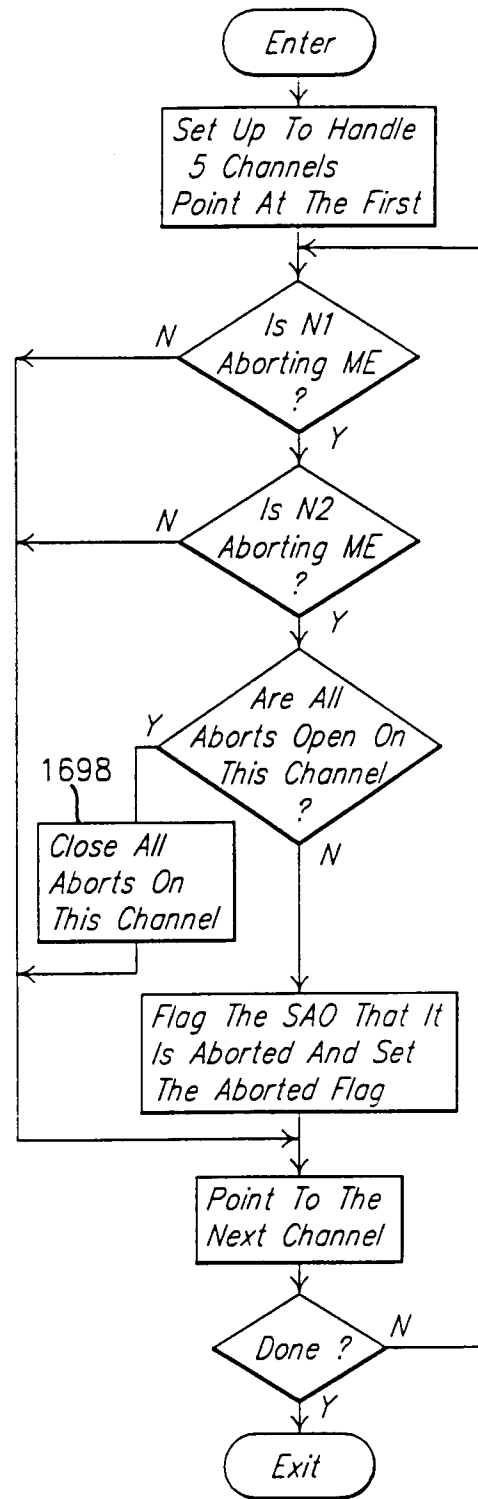 Enter
Set Up To Handle
5 Channels
Point At The First
Is N1
Aborting ME
?
N
Y
Is N2
Aborting ME
?
N
Y
Are All
Aborts Open On
This Channel
?
Y
N
1698
Close All
Aborts On
This Channel
Flag The SAO That It
Is Aborted And Set
The Aborted Flag
Point To The
Next Channel
Done ?
N
Y
Exit